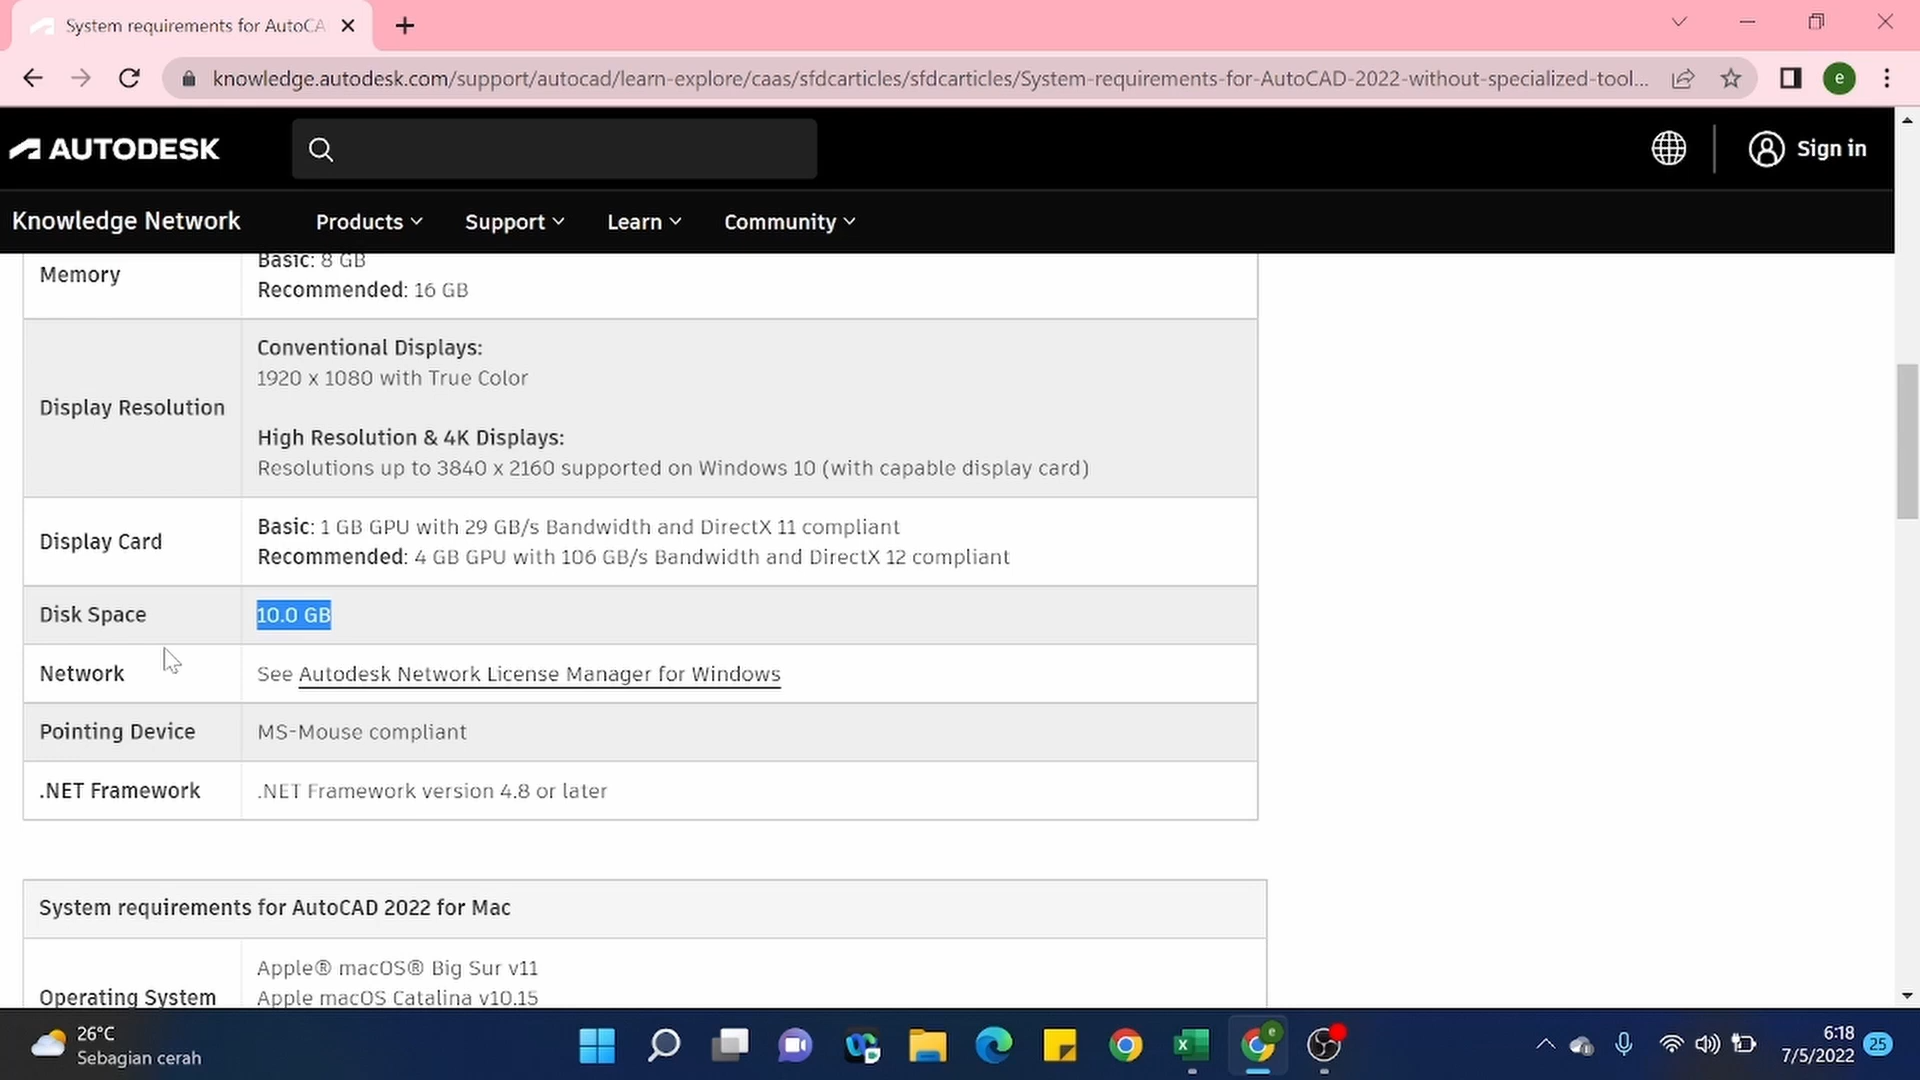 System requirements for AutoCA
knowledge.autodesk.com/support/autocad/learn-explore/caas/sfdcarticles/sfdcarticles/System-requirements-for-AutoCAD-2022-without-specialized-tool...
e
AUTODESK
Sign in
Knowledge Network
Products
Support
Learn
Community
Memory
Basic: 8 GB
Recommended: 16 GB
Display Resolution
Conventional Displays:
1920 x 1080 with True Color
High Resolution & 4K Displays:
Resolutions up to 3840 x 2160 supported on Windows 10 (with capable display card)
Display Card
Basic: 1 GB GPU with 29 GB/s Bandwidth and DirectX 11 compliant
Recommended: 4 GB GPU with 106 GB/s Bandwidth and DirectX 12 compliant
Disk Space
10.0 GB
Network
See Autodesk Network License Manager for Windows
Pointing Device
MS-Mouse compliant
.NET Framework
.NET Framework version 4.8 or later
System requirements for AutoCAD 2022 for Mac
Operating System
Apple® macOS® Big Sur v11
Apple macOS Catalina v10.15
26°C
Sebagian cerah
6:18
7/5/2022
25